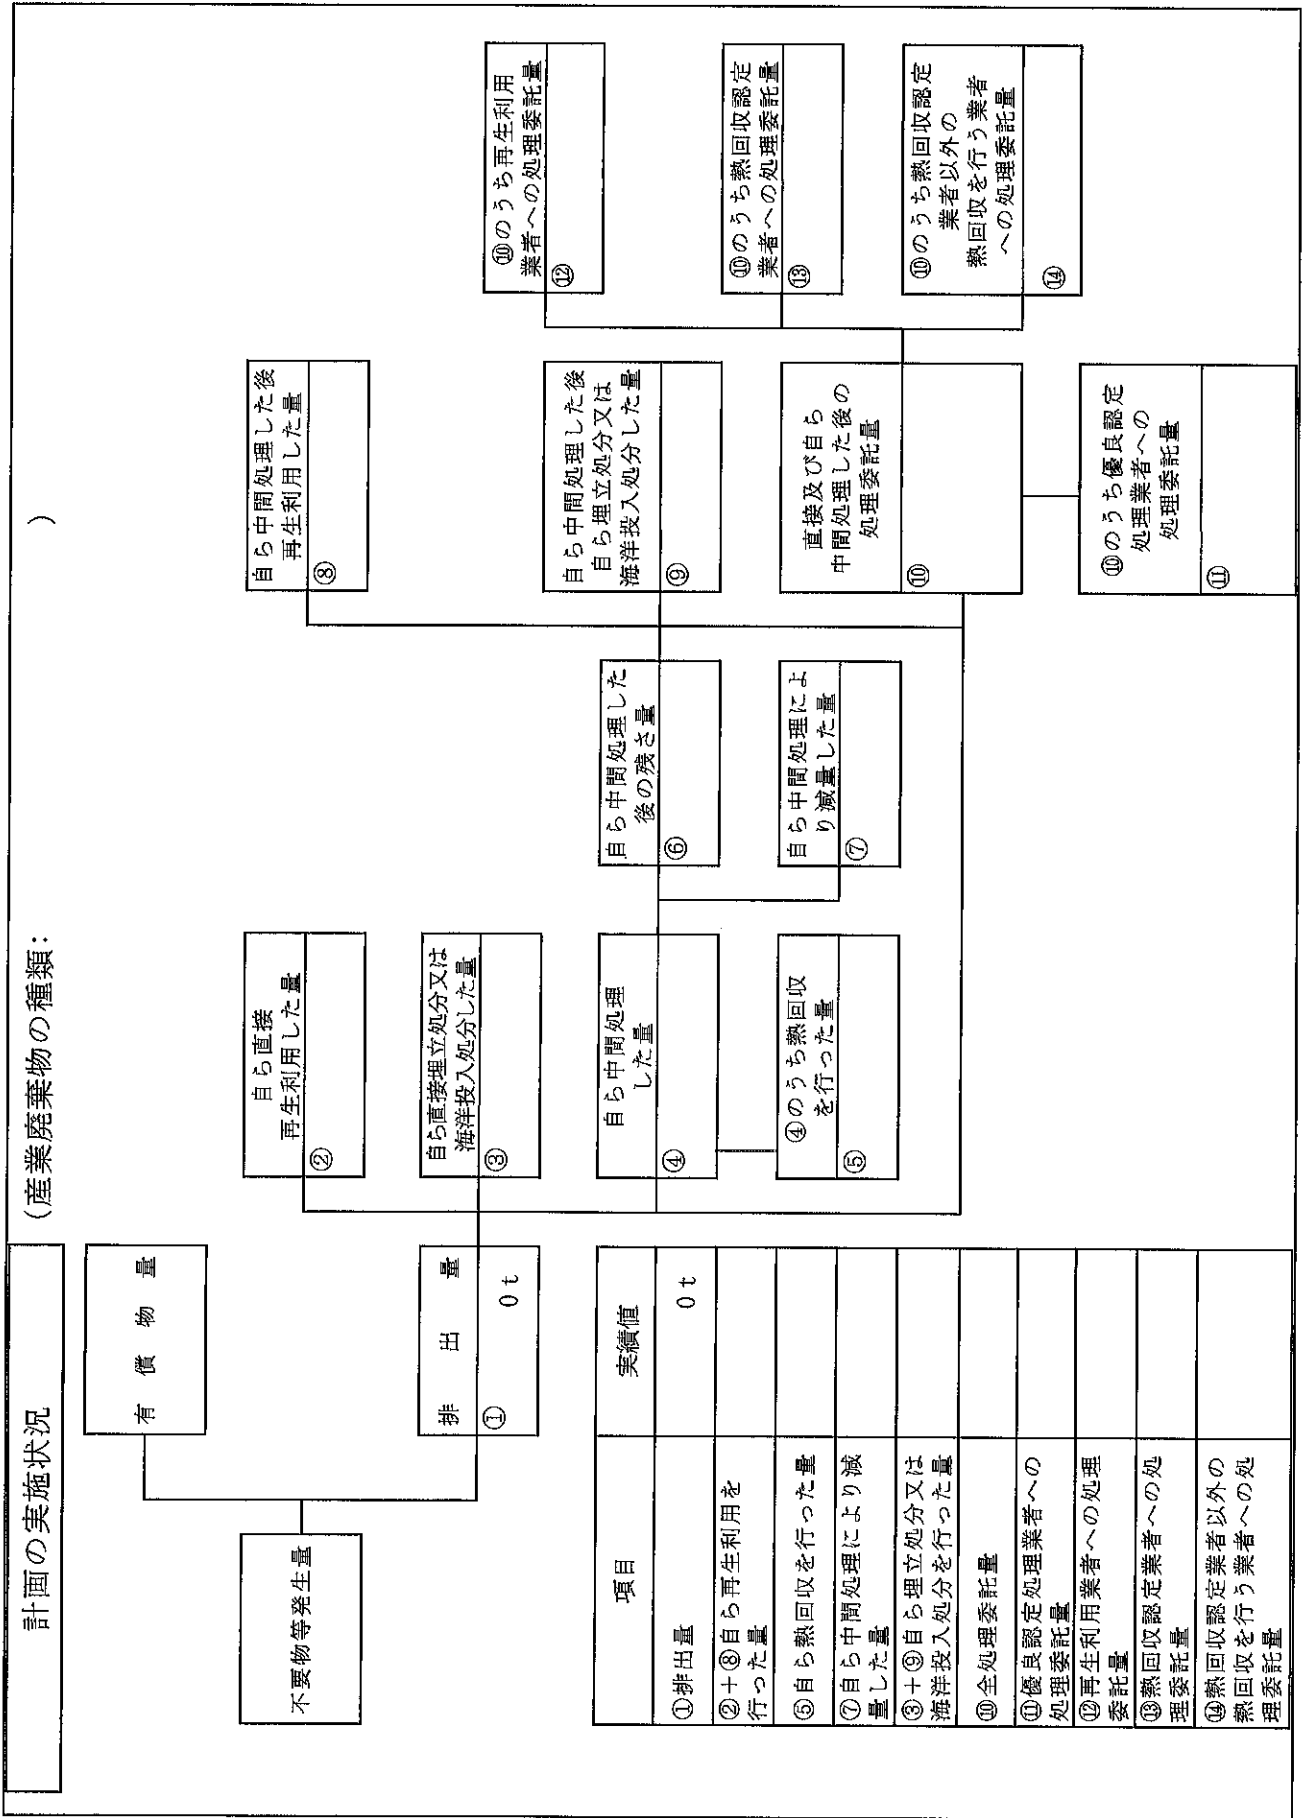 計画の実施状況
（産業廃棄物の種類：　　　　）
不要物等発生量
有償物量
排出量
①
0 t
自ら直接
再生利用した量
②
自ら直接埋立処分又は
海洋投入処分した量
③
自ら中間処理
した量
④
④のうち熱回収
を行った量
⑤
自ら中間処理した
後の残さ量
⑥
自ら中間処理によ
り減量した量
⑦
自ら中間処理した後
再生利用した量
⑧
自ら中間処理した後
自ら埋立処分又は
海洋投入処分した量
⑨
直接及び自ら
中間処理した後の
処理委託量
⑩
⑩のうち優良認定
処理業者への
処理委託量
⑪
⑩のうち再生利用
業者への処理委託量
⑫
⑩のうち熱回収認定
業者への処理委託量
⑬
⑩のうち熱回収認定
業者以外の
熱回収を行う業者
への処理委託量
⑭
項目　実績値
①排出量　0 t
②＋⑧自ら再生利用を
行った量
⑤自ら熱回収を行った量
⑦自ら中間処理により減
量した量
③＋⑨自ら埋立処分又は
海洋投入処分を行った量
⑩全処理委託量
⑪優良認定処理業者への
処理委託量
⑫再生利用業者への処理
委託量
⑬熱回収認定業者への処
理委託量
⑭熱回収認定業者以外の
熱回収を行う業者への処
理委託量